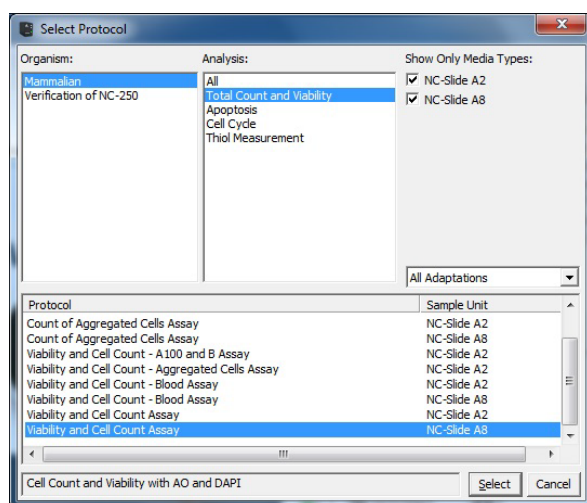 Select Protocol
Organism:
Analysis:
Show Only Media Types:
Mammalian
Verification of NC-250
All
Total Count and Viability
Apoptosis
Cell Cycle
Thiol Measurement
NC-Slide A2
NC-Slide A8
All Adaptations
Protocol Sample Unit
Count of Aggregated Cells Assay NC-Slide A2
Count of Aggregated Cells Assay NC-Slide A8
Viability and Cell Count - A100 and B Assay NC-Slide A2
Viability and Cell Count - Aggregated Cells Assay NC-Slide A2
Viability and Cell Count - Blood Assay NC-Slide A2
Viability and Cell Count - Blood Assay NC-Slide A8
Viability and Cell Count Assay NC-Slide A2
Viability and Cell Count Assay NC-Slide A8
Cell Count and Viability with AO and DAPI
Select Cancel